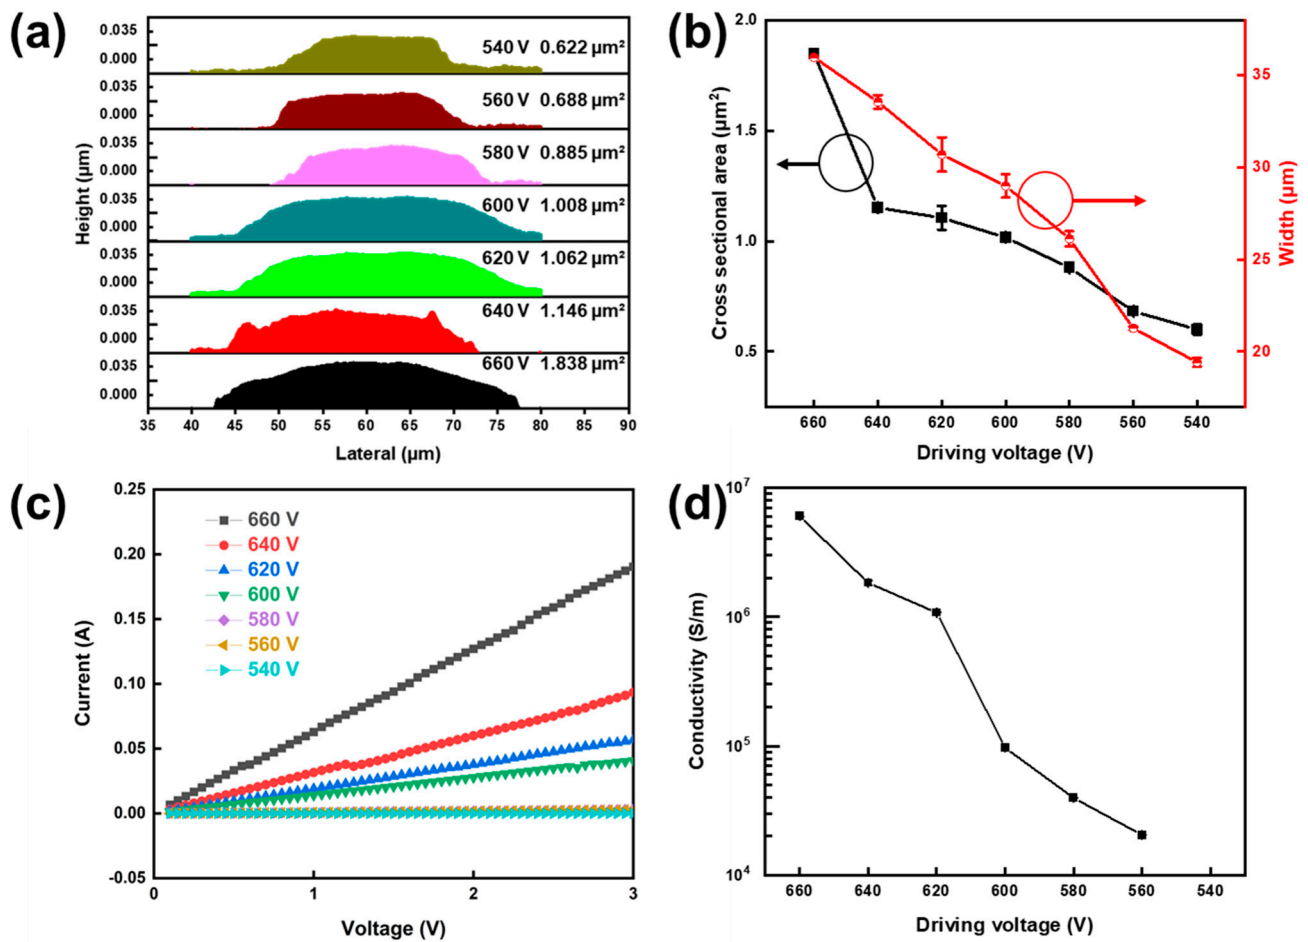 (a)
Height (μm)
0.035
0.000
540 V 0.622 μm²
0.035
0.000
560 V 0.688 μm²
0.035
0.000
580 V 0.885 μm²
0.035
0.000
600 V 1.008 μm²
0.035
0.000
620 V 1.062 μm²
0.035
0.000
640 V 1.146 μm²
0.035
0.000
660 V 1.838 μm²
35 40 45 50 55 60 65 70 75 80 85 90
Lateral (μm)
(b)
Cross sectional area (μm²)
2.0
1.5
1.0
0.5
35
30
25
20
Width (μm)
660 640 620 600 580 560 540
Driving voltage (V)
(c)
Current (A)
0.25
0.20
0.15
0.10
0.05
0.00
-0.05
660 V
640 V
620 V
600 V
580 V
560 V
540 V
0 1 2 3
Voltage (V)
(d)
Conductivity (S/m)
10⁷
10⁶
10⁵
10⁴
660 640 620 600 580 560 540
Driving voltage (V)